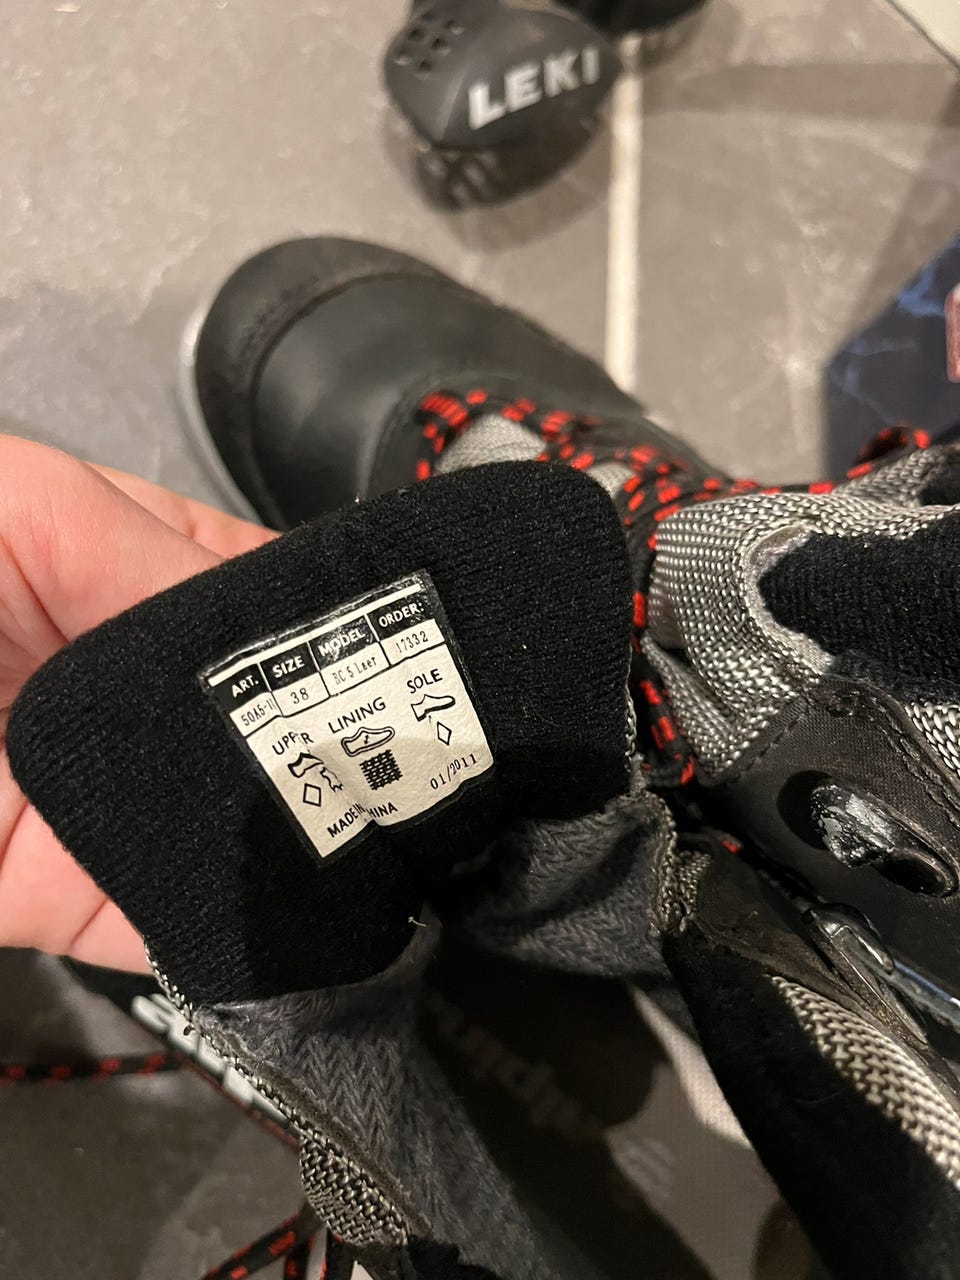 LEKI
ART. SIZE MODEL ORDER:
50A5-11 38 BC 5 Leer 17332
UPPER LINING SOLE
01/2011
MADE IN CHINA